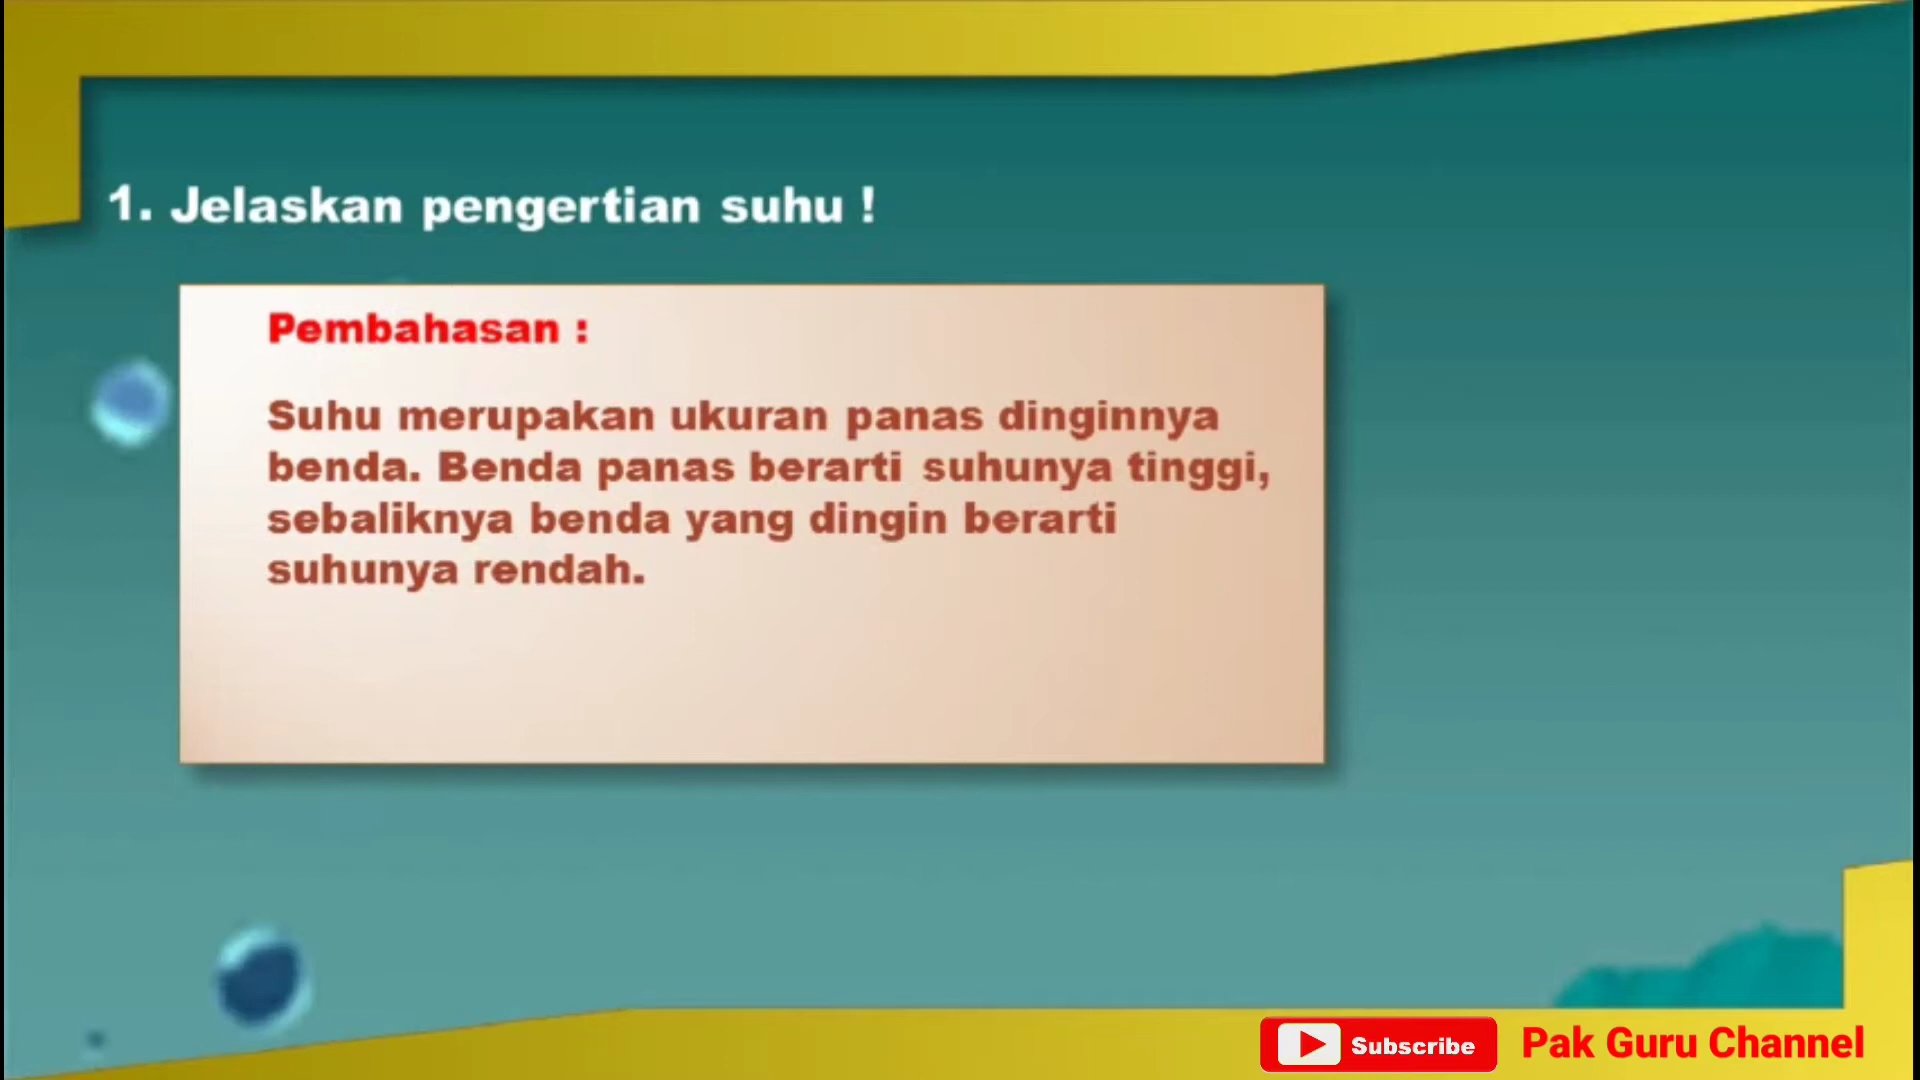 1. Jelaskan pengertian suhu !
Pembahasan :
Suhu merupakan ukuran panas dinginnya
benda. Benda panas berarti suhunya tinggi,
sebaliknya benda yang dingin berarti
suhunya rendah.
Subscribe Pak Guru Channel